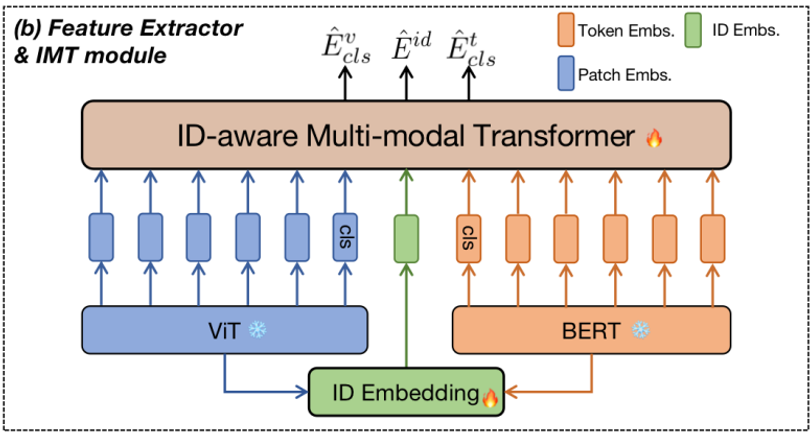 (b) Feature Extractor
& IMT module
Ê^v_cls Ê^id Ê^t_cls
Token Embs. ID Embs.
Patch Embs.
ID-aware Multi-modal Transformer
cls cls
ViT BERT
ID Embedding